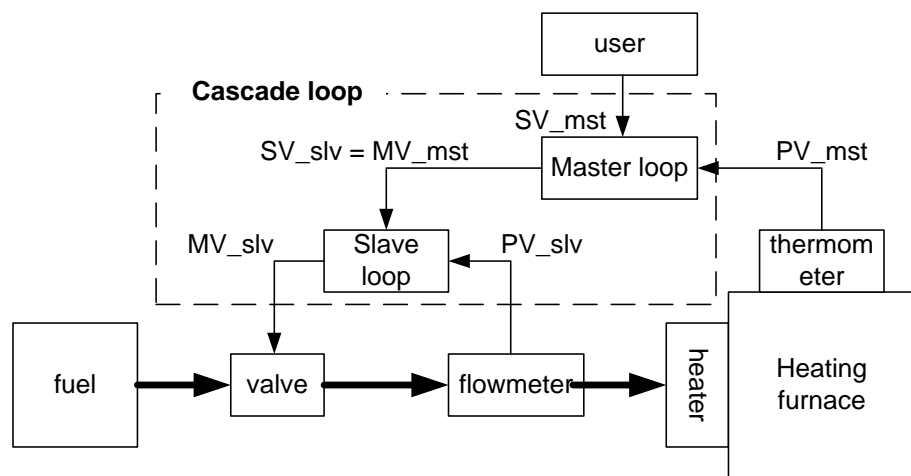 user
Cascade loop
SV_mst
SV_slv = MV_mst
PV_mst
Master loop
MV_slv
Slave
loop
PV_slv
thermom
eter
fuel
valve
flowmeter
heater
Heating
furnace